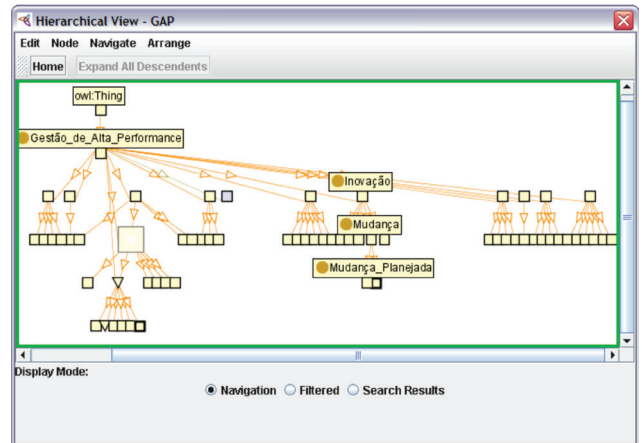 Hierarchical View - GAP
Edit Node Navigate Arrange
Home Expand All Descendents
owl:Thing
Gestão_de_Alta_Performance
Inovação
Mudança
Mudança_Planejada
Display Mode:
Navigation Filtered Search Results